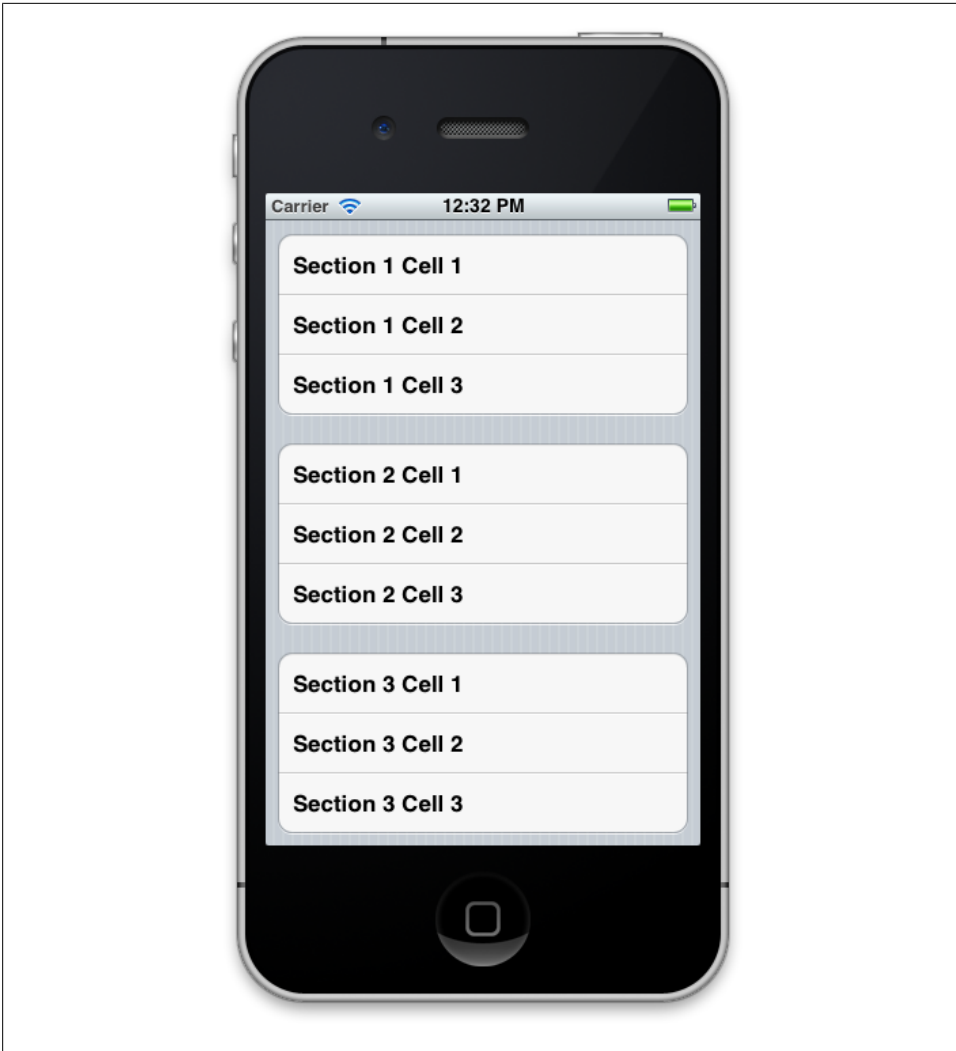 Carrier 12:32 PM
Section 1 Cell 1
Section 1 Cell 2
Section 1 Cell 3
Section 2 Cell 1
Section 2 Cell 2
Section 2 Cell 3
Section 3 Cell 1
Section 3 Cell 2
Section 3 Cell 3